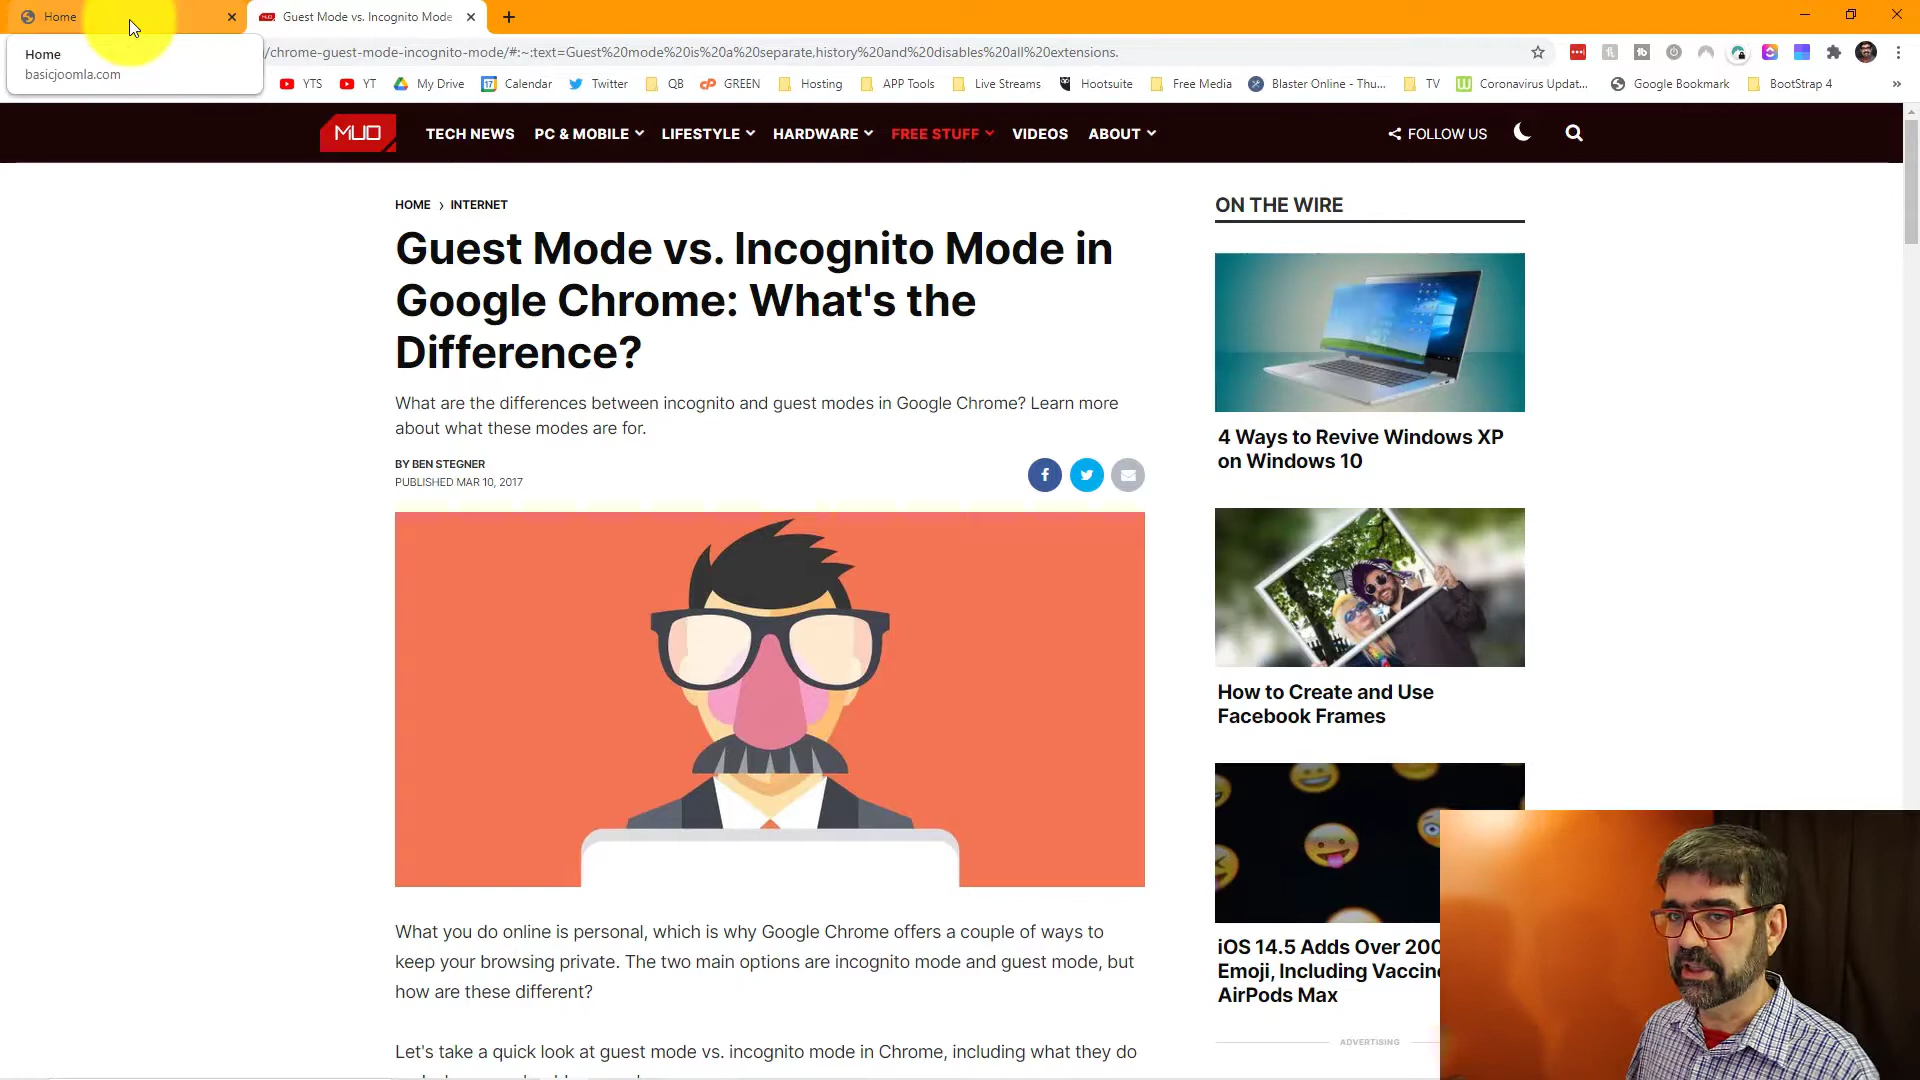 Home
Guest Mode vs. Incognito Mode
Home
basicjoomla.com
/chrome-guest-mode-incognito-mode/#:~:text=Guest%20mode%20is%20a%20separate,history%20and%20disables%20all%20extensions.
YTS
YT
My Drive
Calendar
Twitter
QB
GREEN
Hosting
APP Tools
Live Streams
Hootsuite
Free Media
Blaster Online - Thu...
TV
Coronavirus Updat...
Google Bookmark
BootStrap 4
»
MUO
TECH NEWS
PC & MOBILE
LIFESTYLE
HARDWARE
FREE STUFF
VIDEOS
ABOUT
FOLLOW US
HOME › INTERNET
Guest Mode vs. Incognito Mode in
Google Chrome: What's the
Difference?
What are the differences between incognito and guest modes in Google Chrome? Learn more
about what these modes are for.
BY BEN STEGNER
PUBLISHED MAR 10, 2017
What you do online is personal, which is why Google Chrome offers a couple of ways to
keep your browsing private. The two main options are incognito mode and guest mode, but
how are these different?
Let's take a quick look at guest mode vs. incognito mode in Chrome, including what they do
ON THE WIRE
4 Ways to Revive Windows XP
on Windows 10
How to Create and Use
Facebook Frames
iOS 14.5 Adds Over 200
Emoji, Including Vaccine
AirPods Max
ADVERTISING